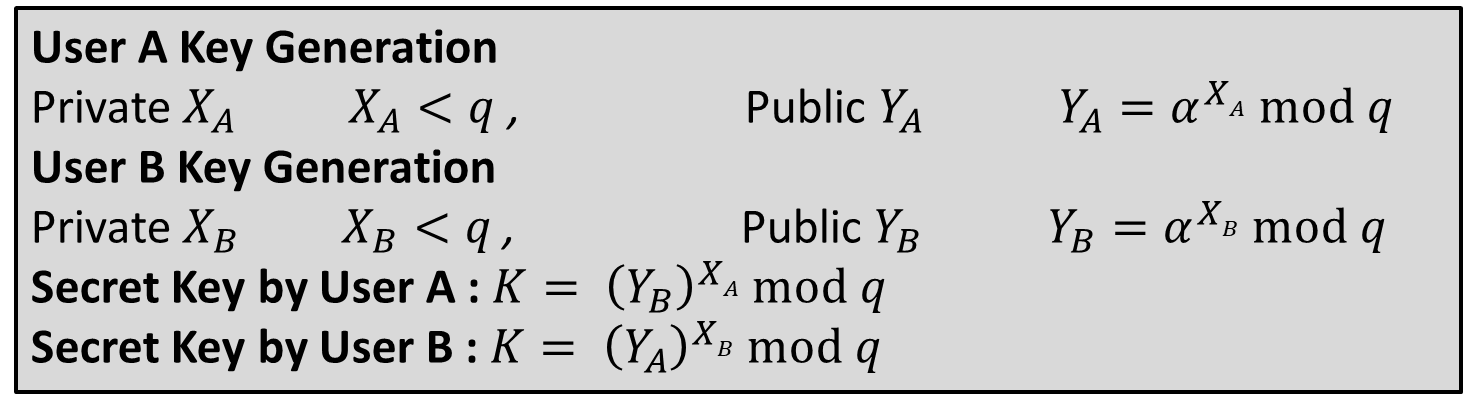 User A Key Generation
Private X_A X_A < q , Public Y_A Y_A = α^{X_A} mod q
User B Key Generation
Private X_B X_B < q , Public Y_B Y_B = α^{X_B} mod q
Secret Key by User A : K = (Y_B)^{X_A} mod q
Secret Key by User B : K = (Y_A)^{X_B} mod q